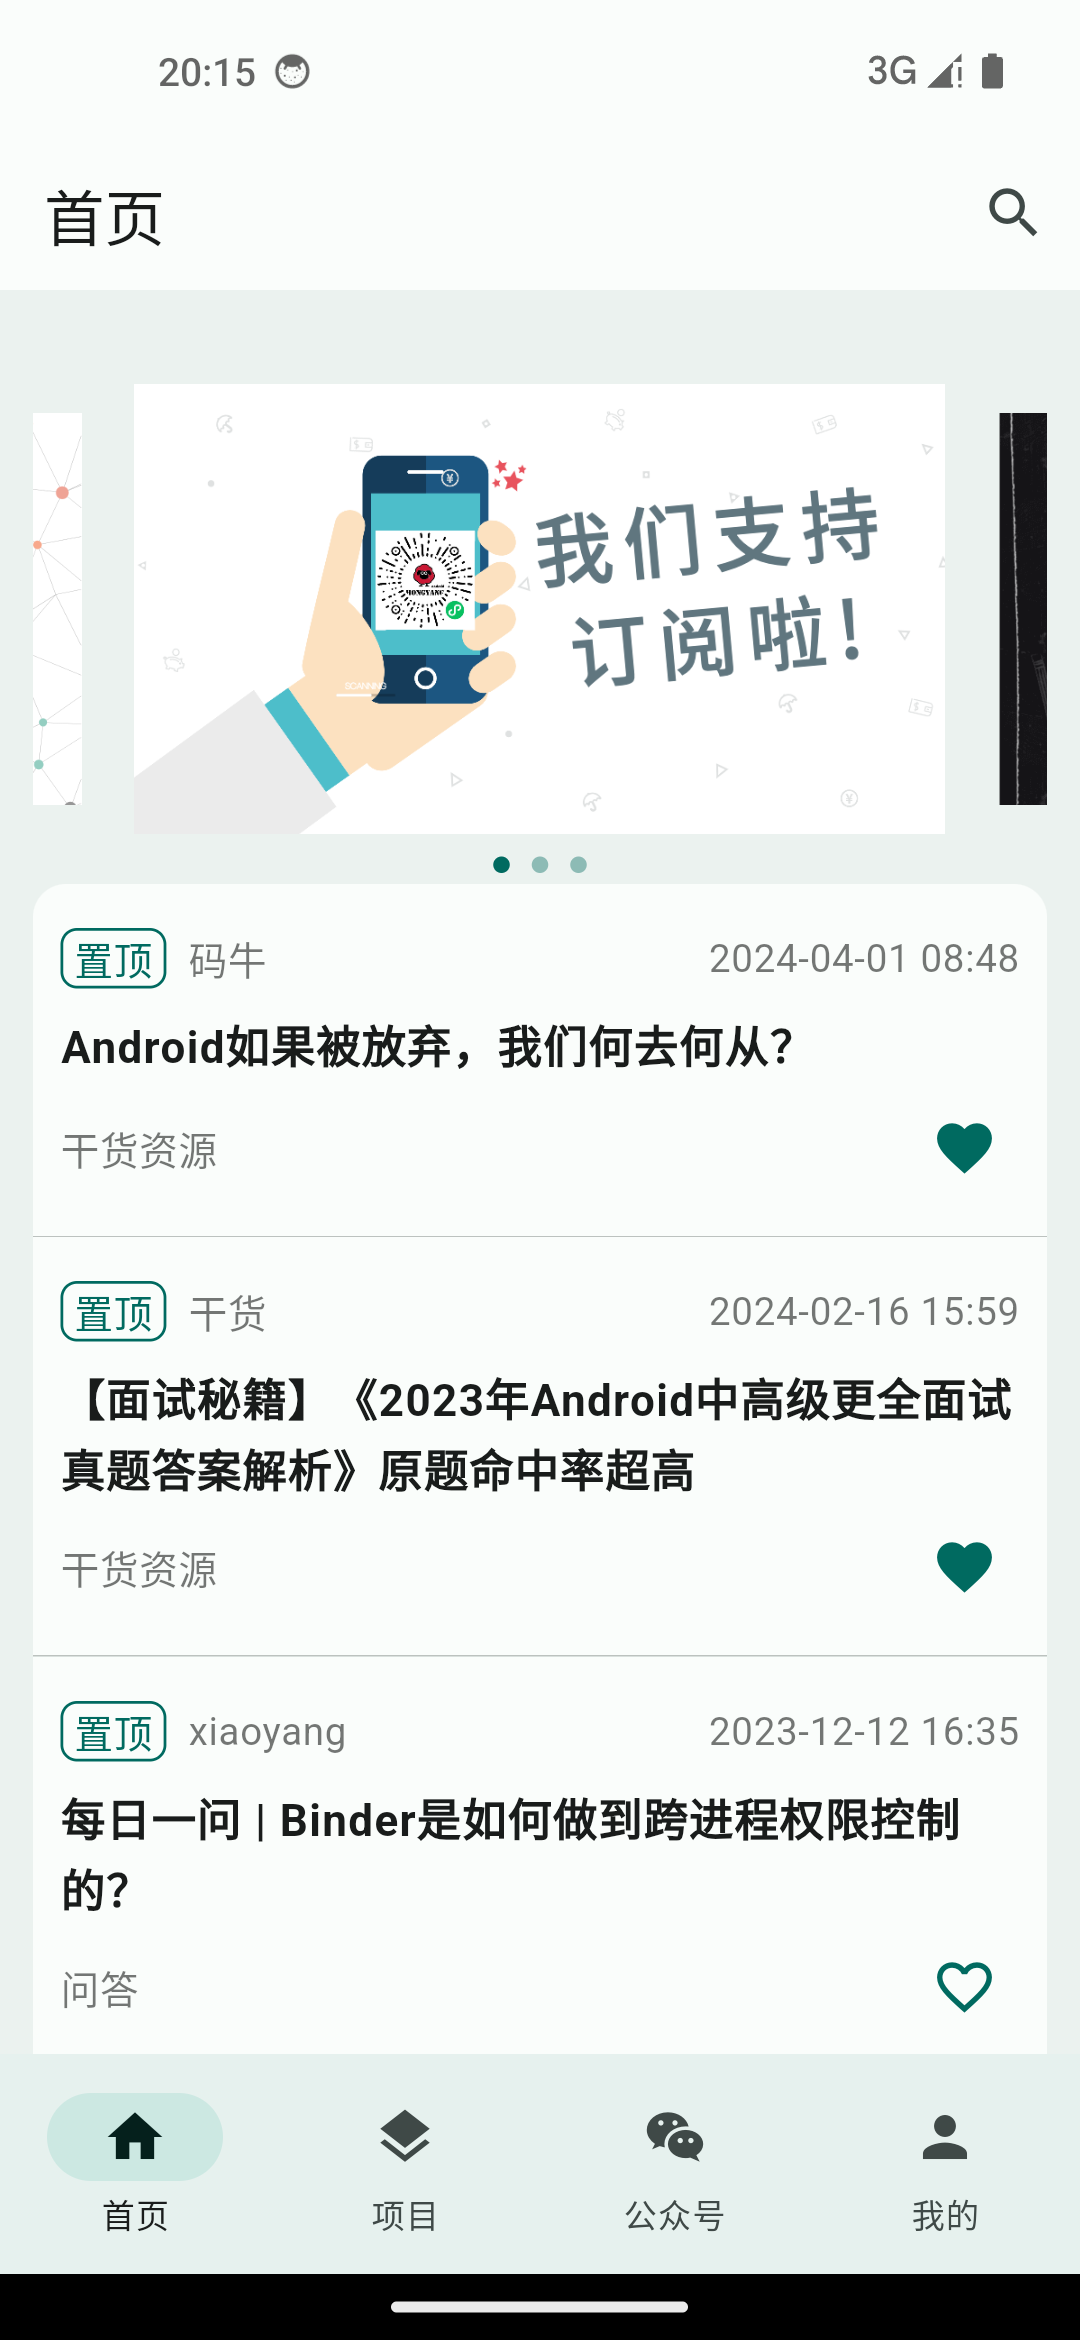 20:15
3G
首页
我们支持
订阅啦!
HONGYANG
SCANNING
置顶 码牛 2024-04-01 08:48
Android如果被放弃，我们何去何从？
干货资源
置顶 干货 2024-02-16 15:59
【面试秘籍】《2023年Android中高级更全面试
真题答案解析》原题命中率超高
干货资源
置顶 xiaoyang 2023-12-12 16:35
每日一问 | Binder是如何做到跨进程权限控制
的？
问答
首页 项目 公众号 我的